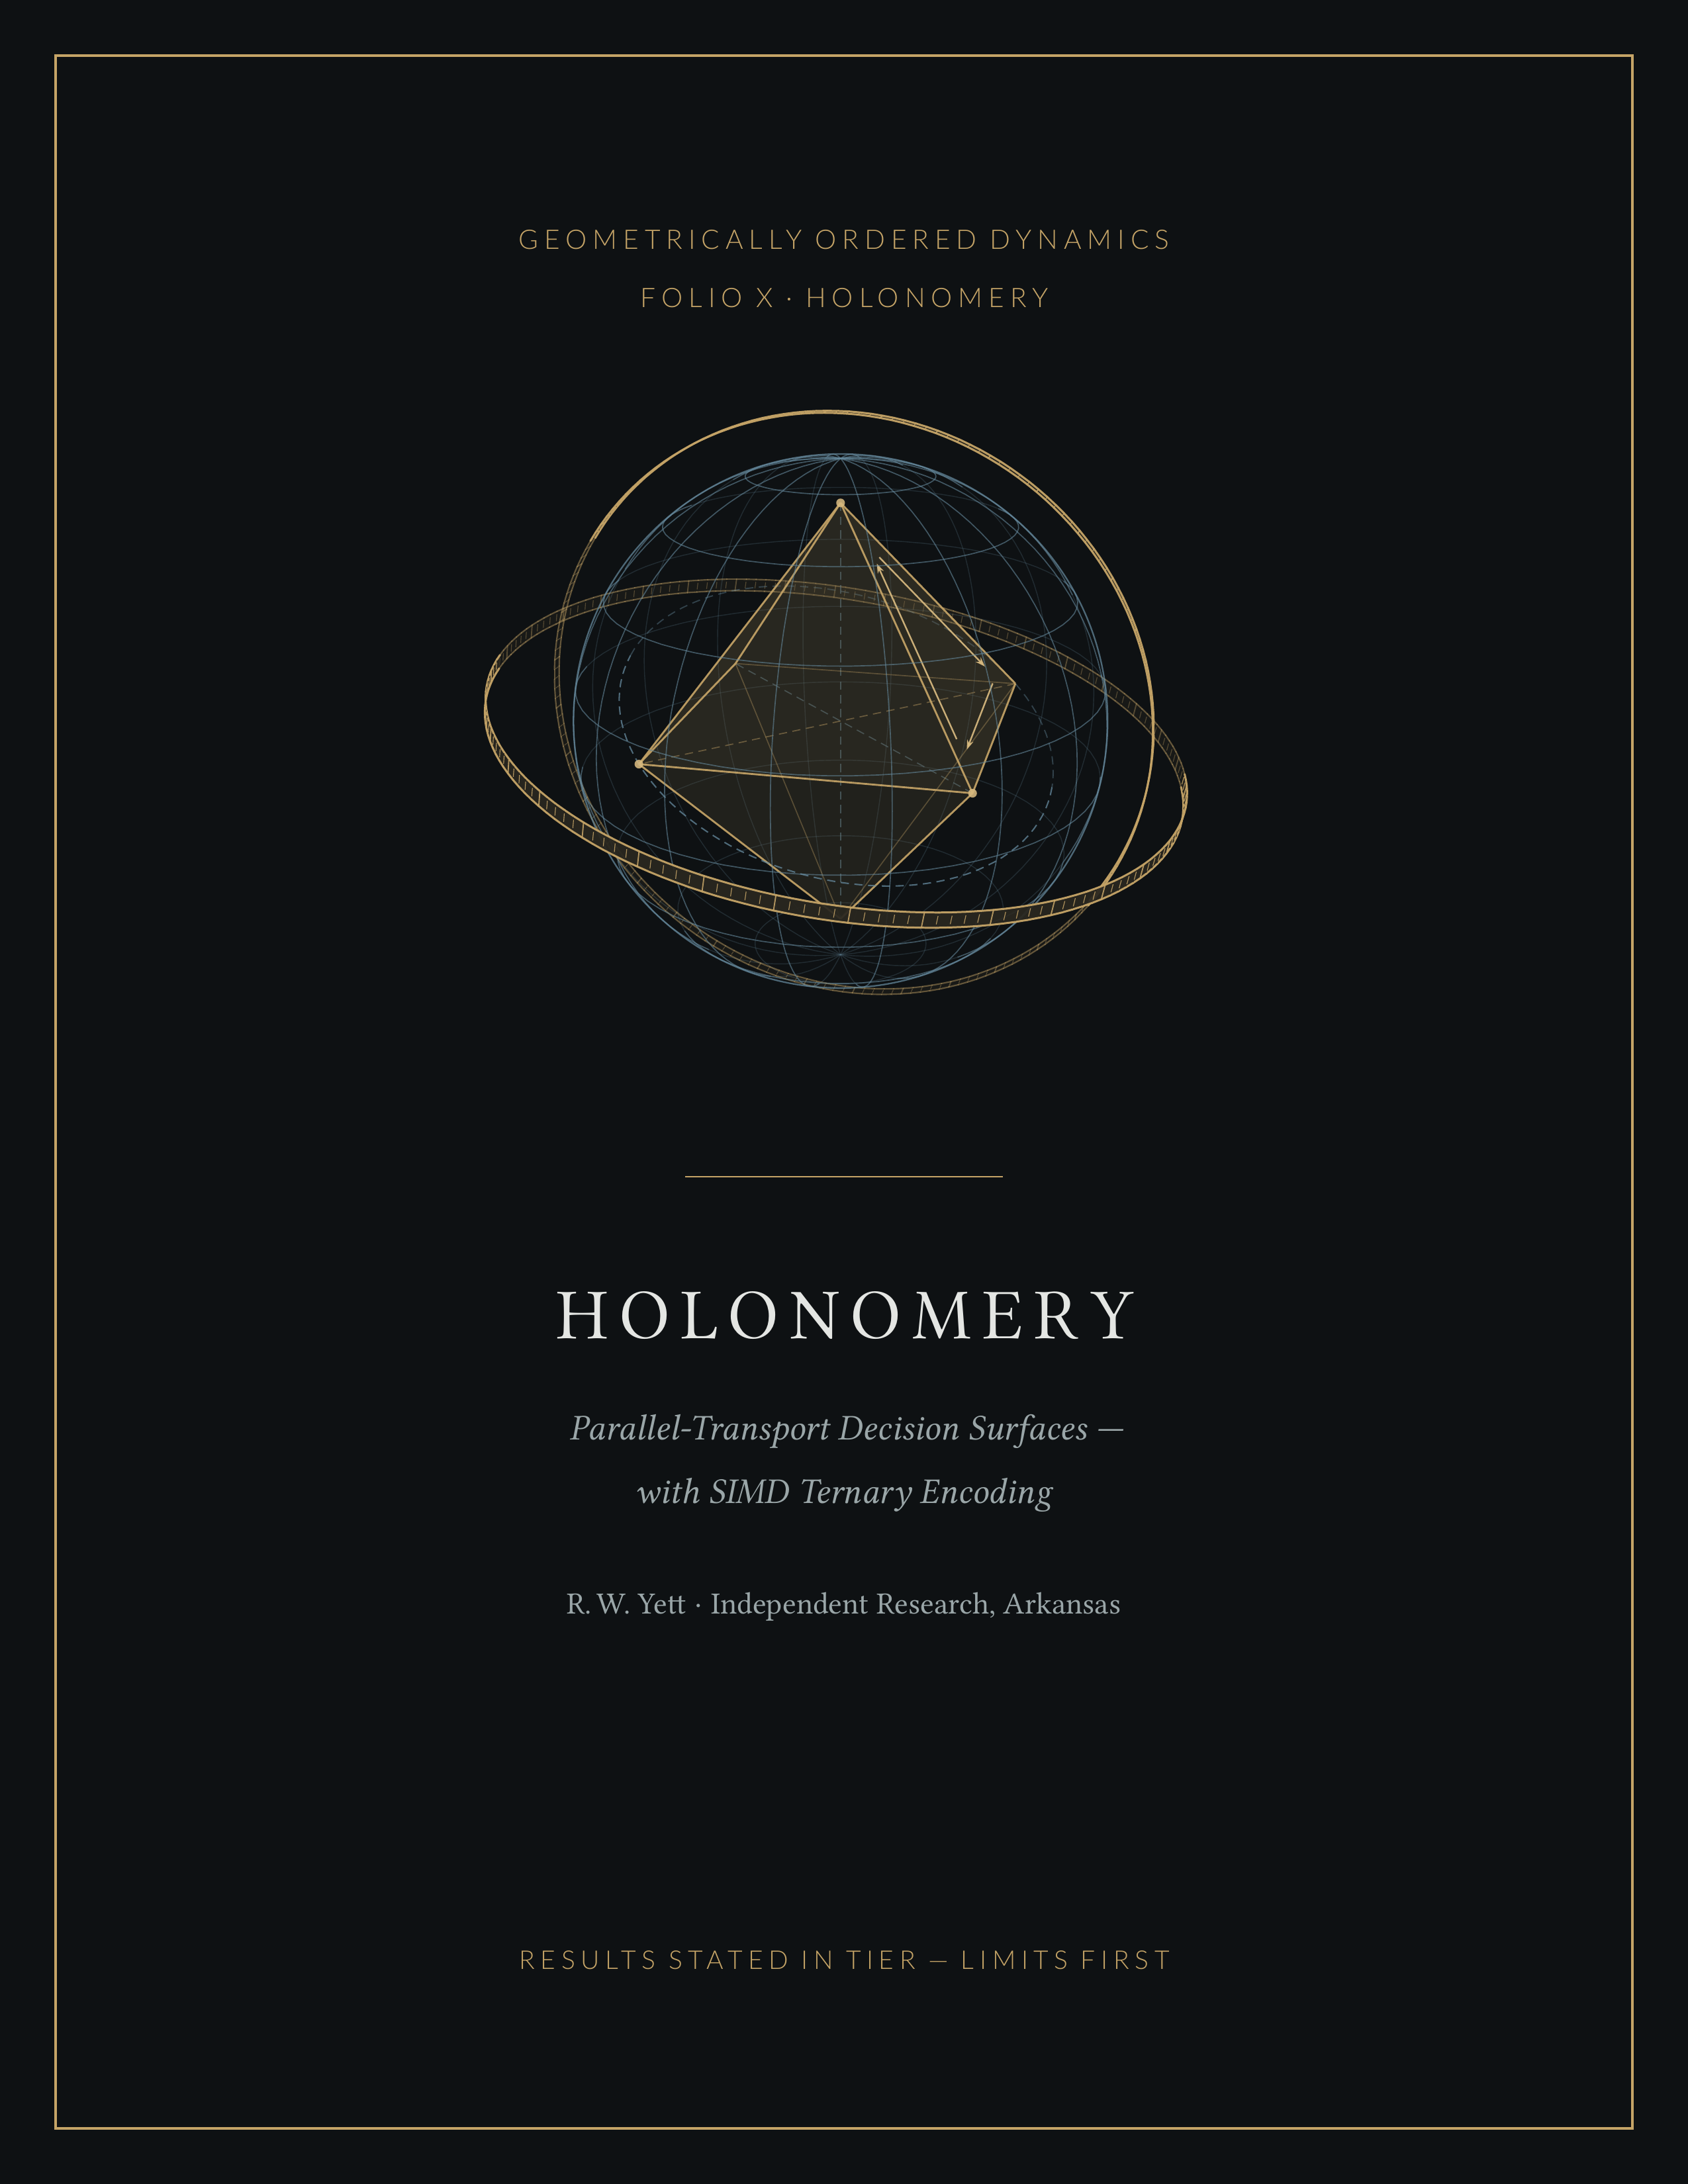 GEOMETRICALLY ORDERED DYNAMICS
FOLIO X · HOLONOMERY
HOLONOMERY
Parallel-Transport Decision Surfaces —
with SIMD Ternary Encoding
R. W. Yett · Independent Research, Arkansas
RESULTS STATED IN TIER — LIMITS FIRST